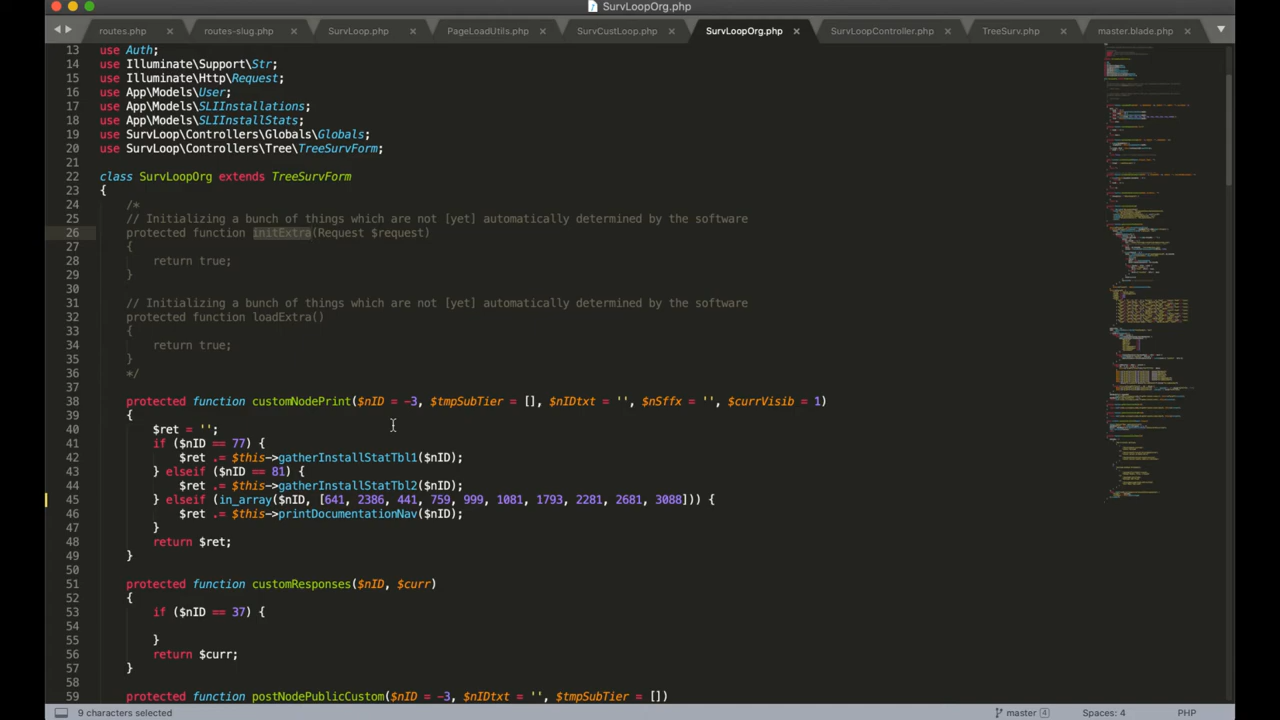 SurvLoopOrg.php
routes.php × routes-slug.php × SurvLoop.php × PageLoadUtils.php × SurvCustLoop.php × SurvLoopOrg.php × SurvLoopController.php × TreeSurv.php × master.blade.php ×
13 use Auth;
14 use Illuminate\Support\Str;
15 use Illuminate\Http\Request;
16 use App\Models\User;
17 use App\Models\SLIInstallations;
18 use App\Models\SLIInstallStats;
19 use SurvLoop\Controllers\Globals\Globals;
20 use SurvLoop\Controllers\Tree\TreeSurvForm;
21
22 class SurvLoopOrg extends TreeSurvForm
23 {
24 /*
25 // Initializing a bunch of things which are not [yet] automatically determined by the software
26 protected function initExtra(Request $request)
27 {
28 return true;
29 }
30
31 // Initializing a bunch of things which are not [yet] automatically determined by the software
32 protected function loadExtra()
33 {
34 return true;
35 }
36 */
37
38 protected function customNodePrint($nID = -3, $tmpSubTier = [], $nIDtxt = '', $nSffx = '', $currVisib = 1)
39 {
40 $ret = '';
41 if ($nID == 77) {
42 $ret .= $this->gatherInstallStatTbl1($nID);
43 } elseif ($nID == 81) {
44 $ret .= $this->gatherInstallStatTbl2($nID);
45 } elseif (in_array($nID, [641, 2386, 441, 759, 999, 1081, 1793, 2281, 2681, 3088])) {
46 $ret .= $this->printDocumentationNav($nID);
47 }
48 return $ret;
49 }
50
51 protected function customResponses($nID, $curr)
52 {
53 if ($nID == 37) {
54
55 }
56 return $curr;
57 }
58
59 protected function postNodePublicCustom($nID = -3, $nIDtxt = '', $tmpSubTier = [])
9 characters selected master 4 Spaces: 4 PHP